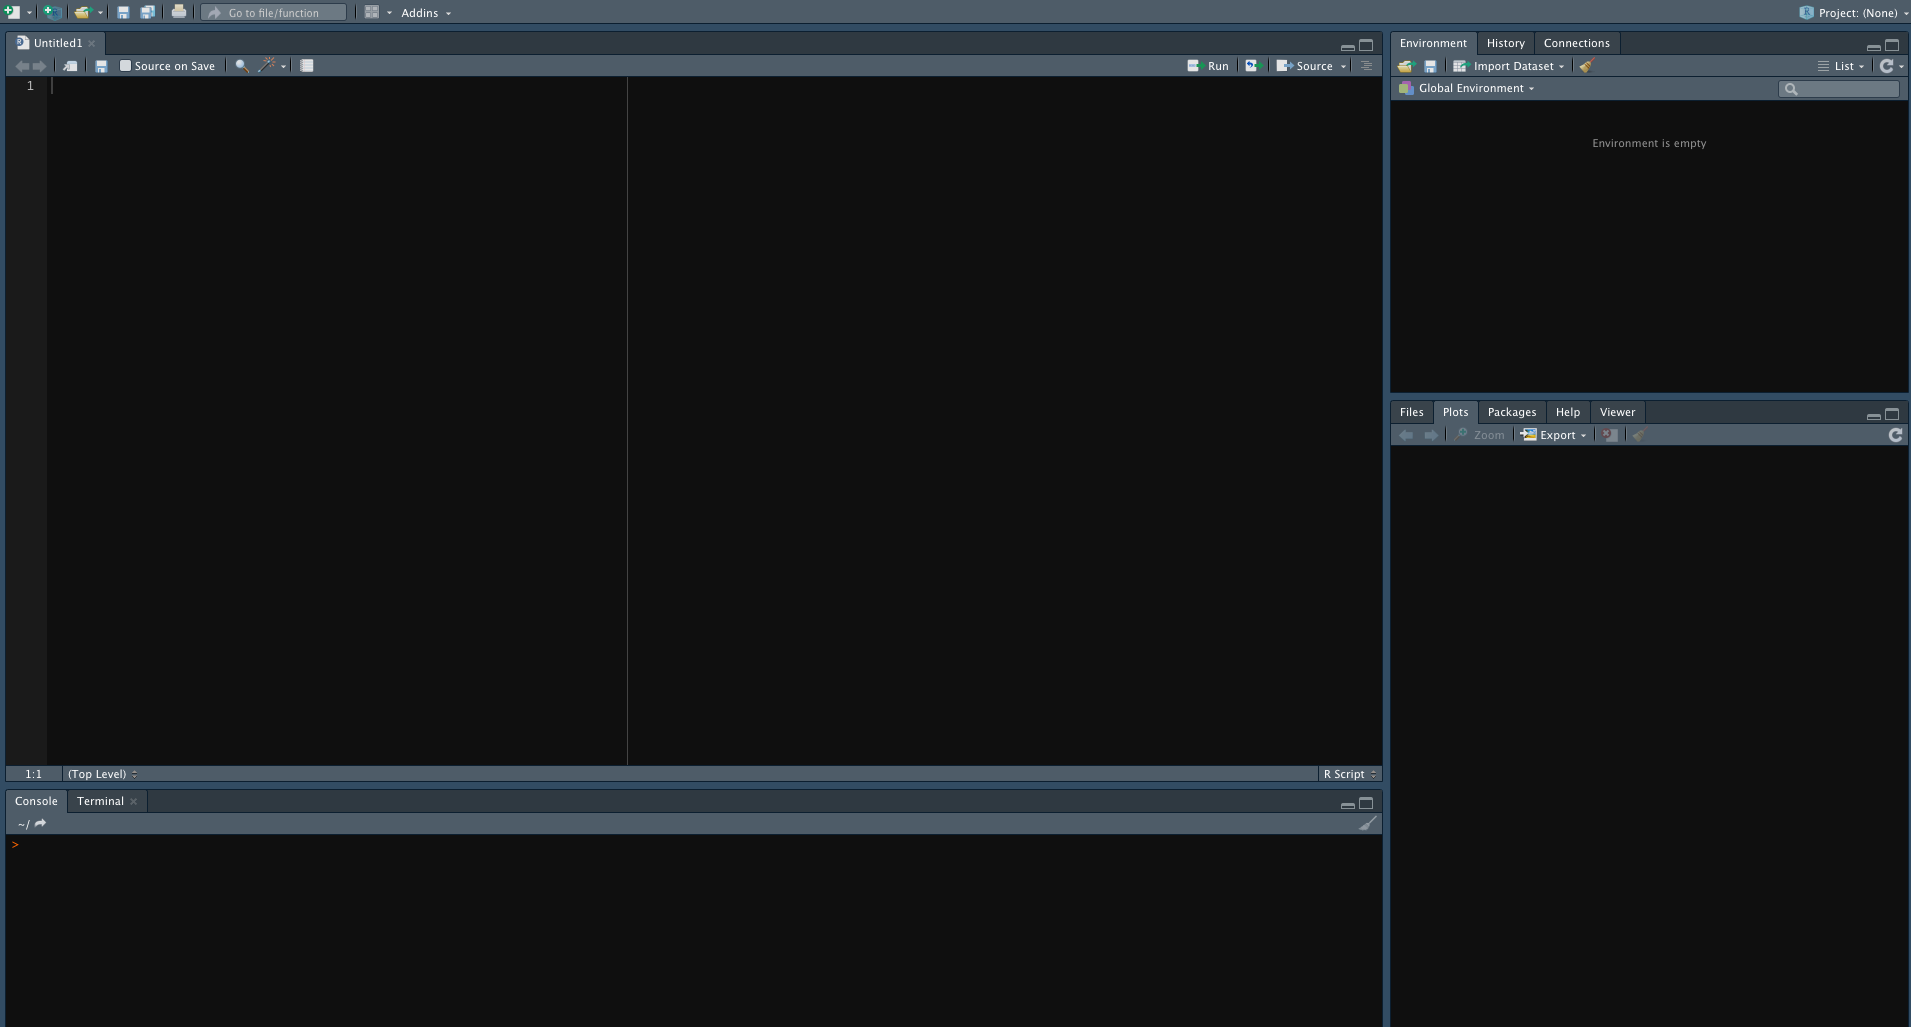 Go to file/function Addins Project: (None)
Untitled1
Environment History Connections
Source on Save Run Source
Import Dataset List
1
Global Environment
Environment is empty
Files Plots Packages Help Viewer
Zoom Export
1:1 (Top Level) R Script
Console Terminal
~/
>